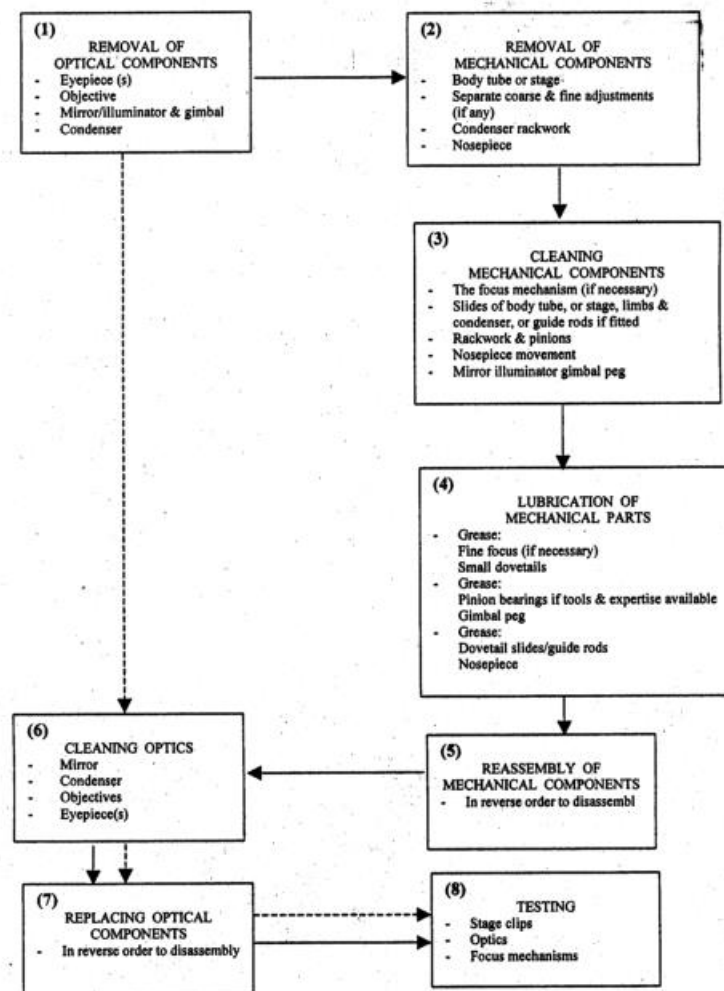 (1)
REMOVAL OF
OPTICAL COMPONENTS
- Eyepiece (s)
- Objective
- Mirror/illuminator & gimbal
- Condenser
(2)
REMOVAL OF
MECHANICAL COMPONENTS
- Body tube or stage
- Separate coarse & fine adjustments
(if any)
- Condenser rackwork
- Nosepiece
(3)
CLEANING
MECHANICAL COMPONENTS
- The focus mechanism (if necessary)
- Slides of body tube, or stage, limbs &
condenser, or guide rods if fitted
- Rackwork & pinions
- Nosepiece movement
- Mirror illuminator gimbal peg
(4)
LUBRICATION OF
MECHANICAL PARTS
- Grease:
Fine focus (if necessary)
Small dovetails
- Grease:
Pinion bearings if tools & expertise available
Gimbal peg
- Grease:
Dovetail slides/guide rods
Nosepiece
(5)
REASSEMBLY OF
MECHANICAL COMPONENTS
- In reverse order to disassembl
(6)
CLEANING OPTICS
- Mirror
- Condenser
- Objectives
- Eyepiece(s)
(7)
REPLACING OPTICAL
COMPONENTS
- In reverse order to disassembly
(8)
TESTING
- Stage clips
- Optics
- Focus mechanisms